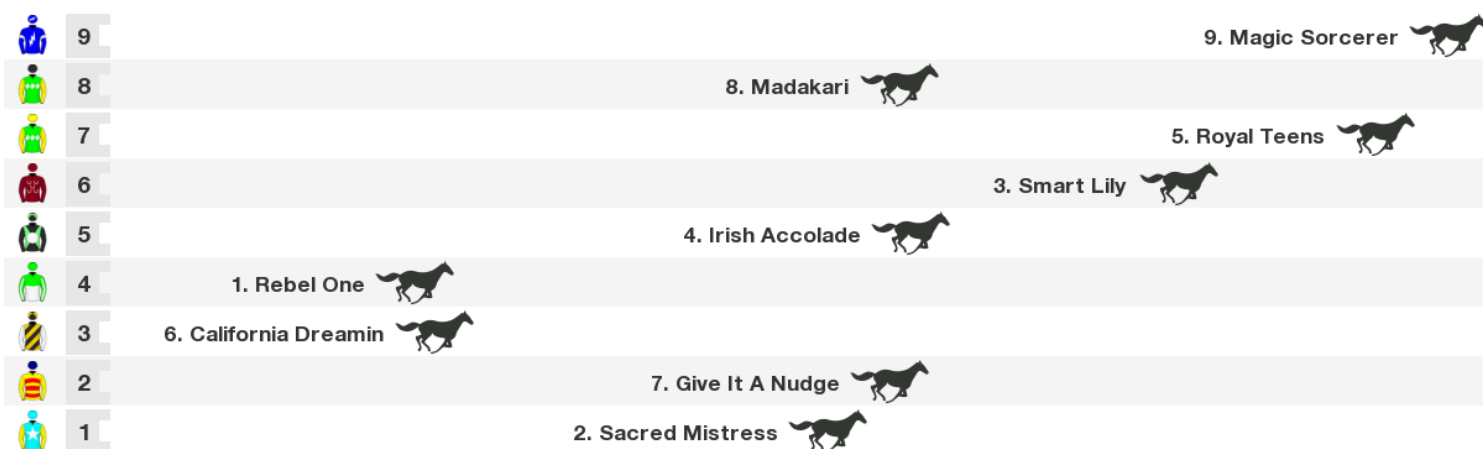 9 9. Magic Sorcerer
8 8. Madakari
7 5. Royal Teens
6 3. Smart Lily
5 4. Irish Accolade
4 1. Rebel One
3 6. California Dreamin
2 7. Give It A Nudge
1 2. Sacred Mistress